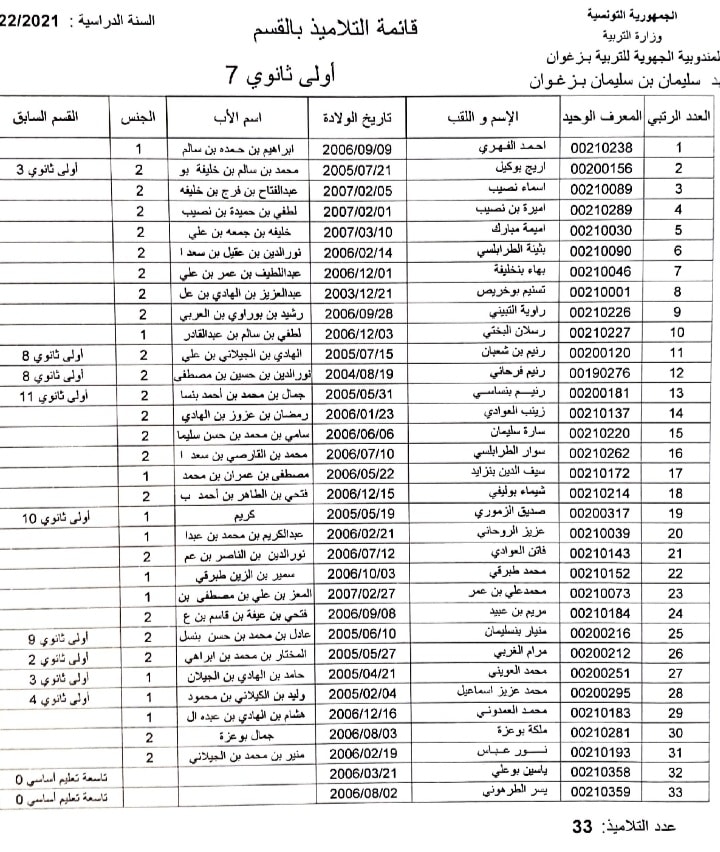 الجمهورية التونسية
وزارة التربية
المندوبية الجهوية للتربية بـزغوان
سليمان بن سليمان بـزغـوان
قائمة التلاميذ بالقسم
أولى ثانوي 7
السنة الدراسية : 22/2021
العدد الرتبي المعرف الوحيد الإسم و اللقب تاريخ الولادة اسم الأب الجنس القسم السابق
1 00210238 احمد الفهري 2006/09/09 ابراهيم بن حمده بن سالم 1
2 00200156 اريج بوكيل 2005/07/21 محمد بن سالم بن خليفة بو 2 أولى ثانوي 3
3 00210089 اسماء نصيب 2007/02/05 عبدالفتاح بن فرج بن خليفه 2
4 00210289 اميرة بن نصيب 2007/02/01 لطفي بن حميدة بن نصيب 2
5 00210030 اميمة مبارك 2007/03/10 خليفه بن جمعه بن علي 2
6 00210090 بثينة الطرابلسي 2006/02/14 نورالدين بن عقيل بن سعد ا 2
7 00210046 بهاء بنخليفة 2006/12/01 عبداللطيف بن عمر بن علي 2
8 00210001 تسنيم بوخريص 2003/12/21 عبدالعزيز بن الهادي بن عل 2
9 00210226 راوية التبيني 2006/09/28 رشيد بن بوراوي بن العربي 2
10 00210227 رسلان البختي 2006/12/03 لطفي بن سالم بن عبدالقادر 1
11 00200120 رنيم بن شعبان 2005/07/15 الهادي بن الجيلاني بن علي 2 أولى ثانوي 8
12 00190276 رنيم فرحاني 2004/08/19 نورالدين بن حسين بن مصطفى 2 أولى ثانوي 8
13 00200181 رنيـــم بنساسي 2005/05/31 جمال بن محمد بن أحمد بنسا 2 أولى ثانوي 11
14 00210137 زينب العوادي 2006/01/23 رمضان بن عزوز بن الهادي 2
15 00210220 سارة سليمان 2006/06/06 سامي بن محمد بن حسن سليما 2
16 00210262 سوار الطرابلسي 2006/07/10 محمد بن القارصي بن سعد ا 2
17 00210172 سيف الدين بنزايد 2006/05/22 مصطفى بن عمران بن محمد 1
18 00210214 شيماء بوليفي 2006/12/15 فتحي بن الطاهر بن أحمد ب 2
19 00200317 صديق الزموري 2005/05/19 كريم 1 أولى ثانوي 10
20 00210039 عزيز الروحاني 2006/02/21 عبدالكريم بن محمد بن عبدا 1
21 00210143 فاتن العوادي 2006/07/12 نورالدين بن الناصر بن عم 2
22 00210152 محمد طبرقي 2006/10/03 سمير بن الزين طبرقي 1
23 00210073 محمدعلي بن عمر 2007/02/27 المعز بن علي بن مصطفى بن 1
24 00210184 مريم بن عبيد 2006/09/08 فتحي بن عيفة بن قاسم بن ع 2
25 00200216 منيار بنسليمان 2005/06/10 عادل بن محمد بن حسن بنسل 2 أولى ثانوي 9
26 00200212 مرام الغربي 2005/05/27 المختار بن محمد بن ابراهي 2 أولى ثانوي 2
27 00200251 محمد العويني 2005/04/21 حامد بن الهادي بن الجيلان 1 أولى ثانوي 3
28 00200295 محمد عزيز اسماعيل 2005/02/04 وليد بن الكيلاني بن محمود 1 أولى ثانوي 4
29 00210183 محمد العمدوني 2006/12/16 هشام بن الهادي بن عبده ال 1
30 00210281 ملكة بوعزة 2006/08/03 جمال بوعزة 2
31 00210193 نـــور عبـاس 2006/02/19 منير بن محمد بن الجيلاني 2
32 00210358 ياسين بوعلي 2006/03/21 تاسعة تعليم أساسي 0
33 00210359 يسر الطرهوني 2006/08/02 تاسعة تعليم أساسي 0
عدد التلاميذ: 33